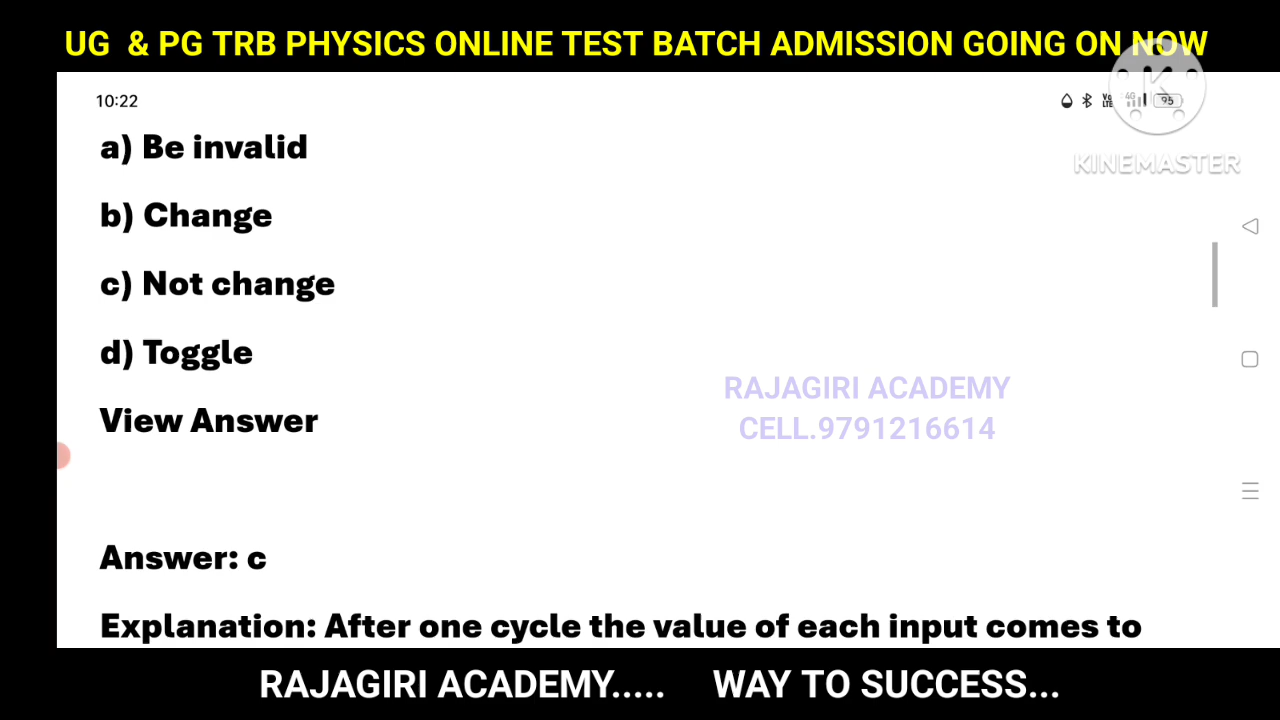 UG & PG TRB PHYSICS ONLINE TEST BATCH ADMISSION GOING ON NOW
10:22
4G
95
KINEMASTER
a) Be invalid
b) Change
c) Not change
d) Toggle
View Answer
RAJAGIRI ACADEMY
CELL.9791216614
Answer: c
Explanation: After one cycle the value of each input comes to
RAJAGIRI ACADEMY..... WAY TO SUCCESS...